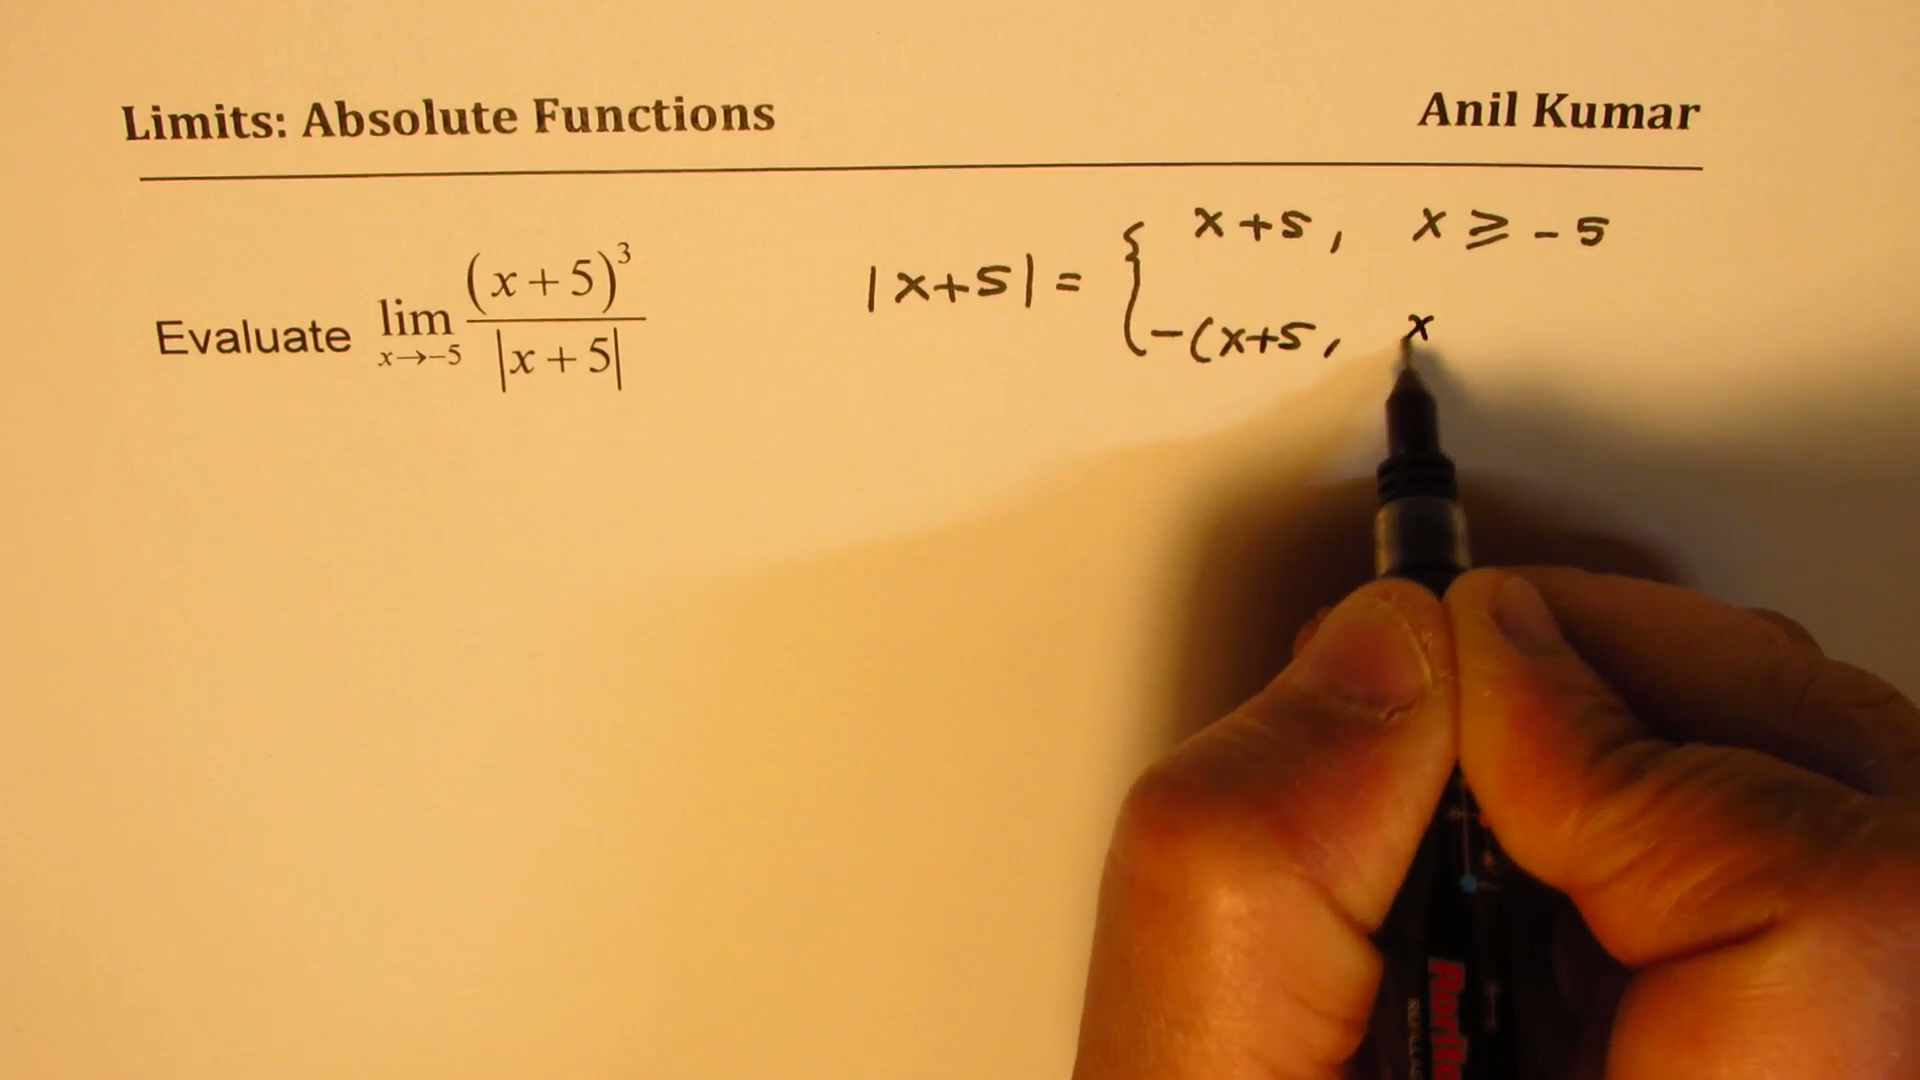 Limits: Absolute Functions Anil Kumar
Evaluate lim x→-5 (x+5)³ / |x+5|
|x+5| = { x+5, x ≥ -5
-(x+5, x